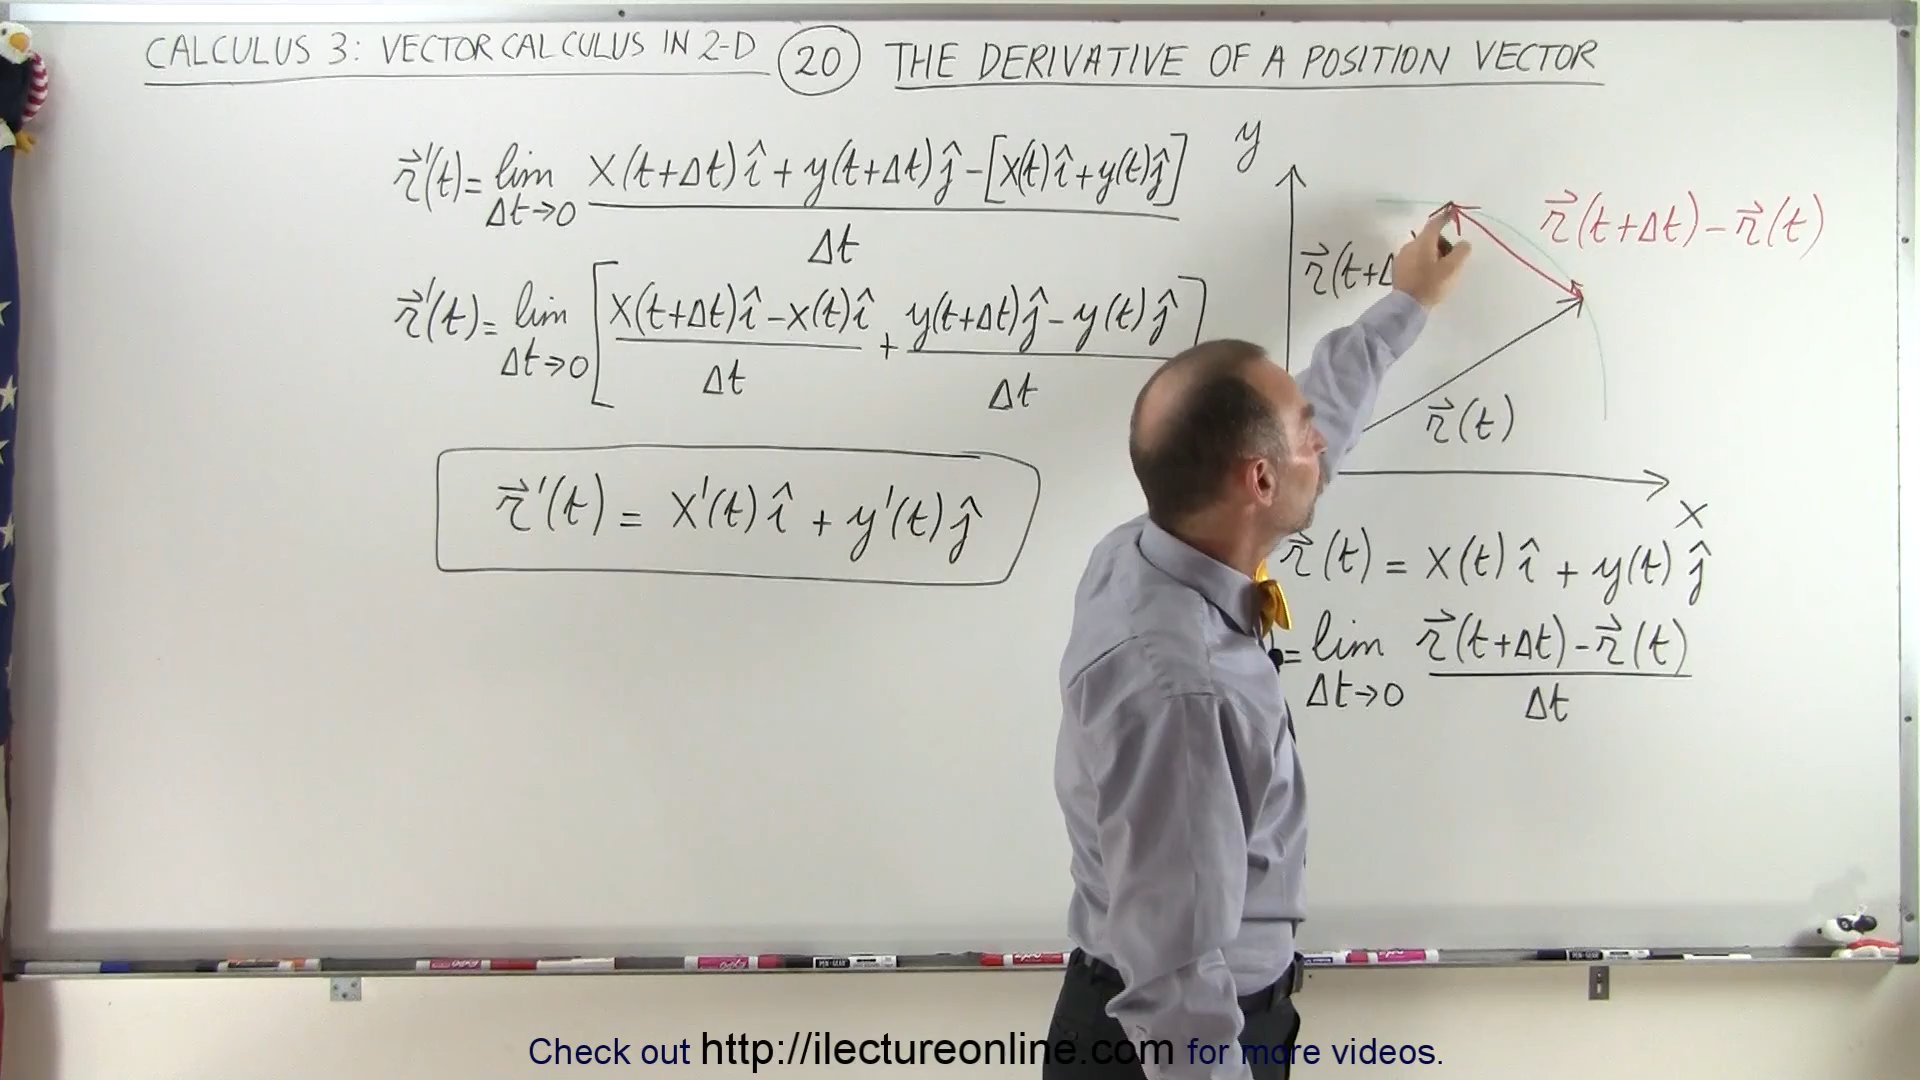 CALCULUS 3: VECTOR CALCULUS IN 2-D (20) THE DERIVATIVE OF A POSITION VECTOR
r⃗'(t) = lim Δt→0 x(t+Δt) î + y(t+Δt) ĵ - [x(t) î + y(t) ĵ] / Δt
r⃗'(t) = lim Δt→0 [ x(t+Δt) î - x(t) î / Δt + y(t+Δt) ĵ - y(t) ĵ / Δt ]
r⃗'(t) = x'(t) î + y'(t) ĵ
y
r⃗(t+Δt) - r⃗(t)
r⃗(t+Δ
r⃗(t)
x
r⃗(t) = x(t) î + y(t) ĵ
= lim Δt→0 r⃗(t+Δt) - r⃗(t) / Δt
Check out http://ilectureonline.com for more videos.